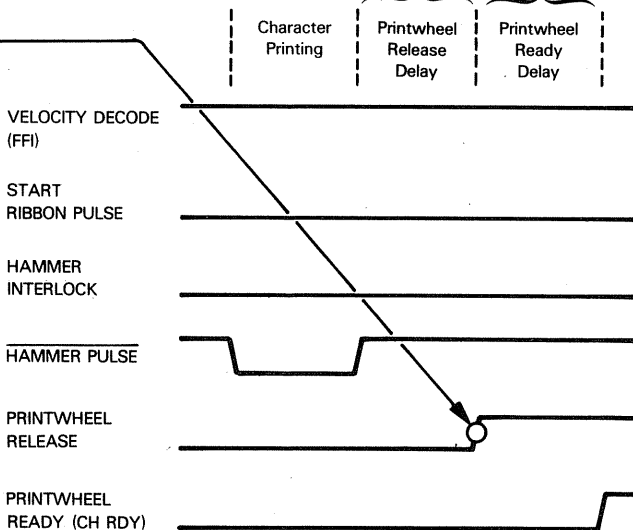 Character
Printing
Printwheel
Release
Delay
Printwheel
Ready
Delay
VELOCITY DECODE
(FFI)
START
RIBBON PULSE
HAMMER
INTERLOCK
HAMMER PULSE
PRINTWHEEL
RELEASE
PRINTWHEEL
READY (CH RDY)